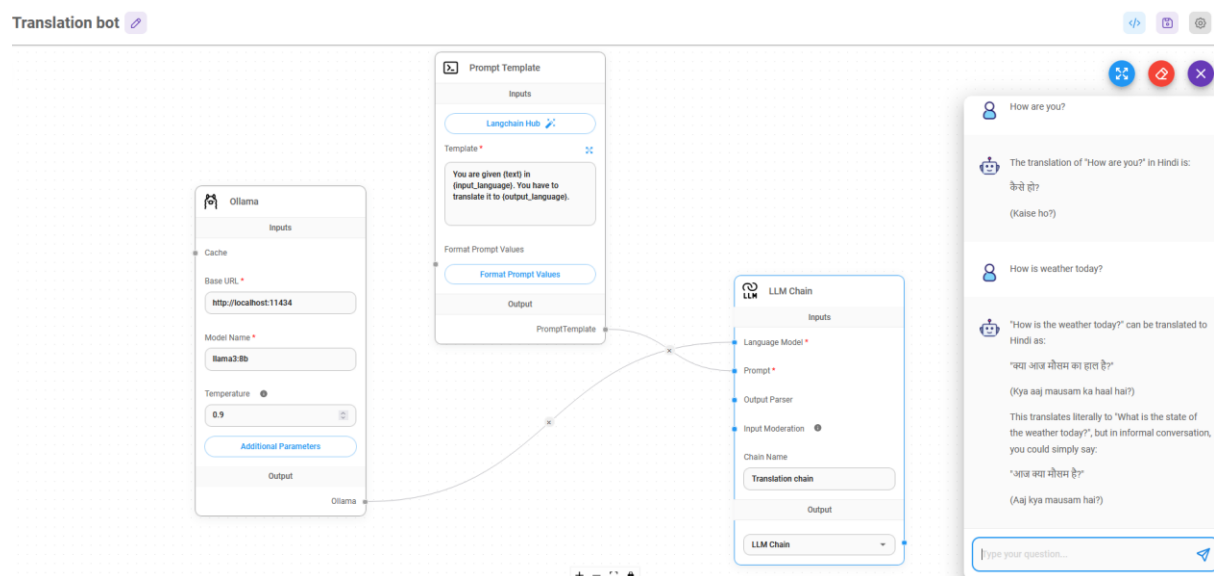 Translation bot
</>
Prompt Template
Inputs
Langchain Hub
Template *
You are given {text} in
{input_language}. You have to
translate it to {output_language}.
Format Prompt Values
Format Prompt Values
Output
PromptTemplate
Ollama
Inputs
Cache
Base URL *
http://localhost:11434
Model Name *
llama3:8b
Temperature
0.9
Additional Parameters
Output
Ollama
LLM
LLM Chain
Inputs
Language Model *
Prompt *
Output Parser
Input Moderation
Chain Name
Translation chain
Output
LLM Chain
How are you?
The translation of "How are you?" in Hindi is:
कैसे हो?
(Kaise ho?)
How is weather today?
"How is the weather today?" can be translated to
Hindi as:
"क्या आज मौसम का हाल है?"
(Kya aaj mausam ka haal hai?)
This translates literally to "What is the state of
the weather today?", but in informal conversation,
you could simply say:
"आज क्या मौसम है?"
(Aaj kya mausam hai?)
Type your question...